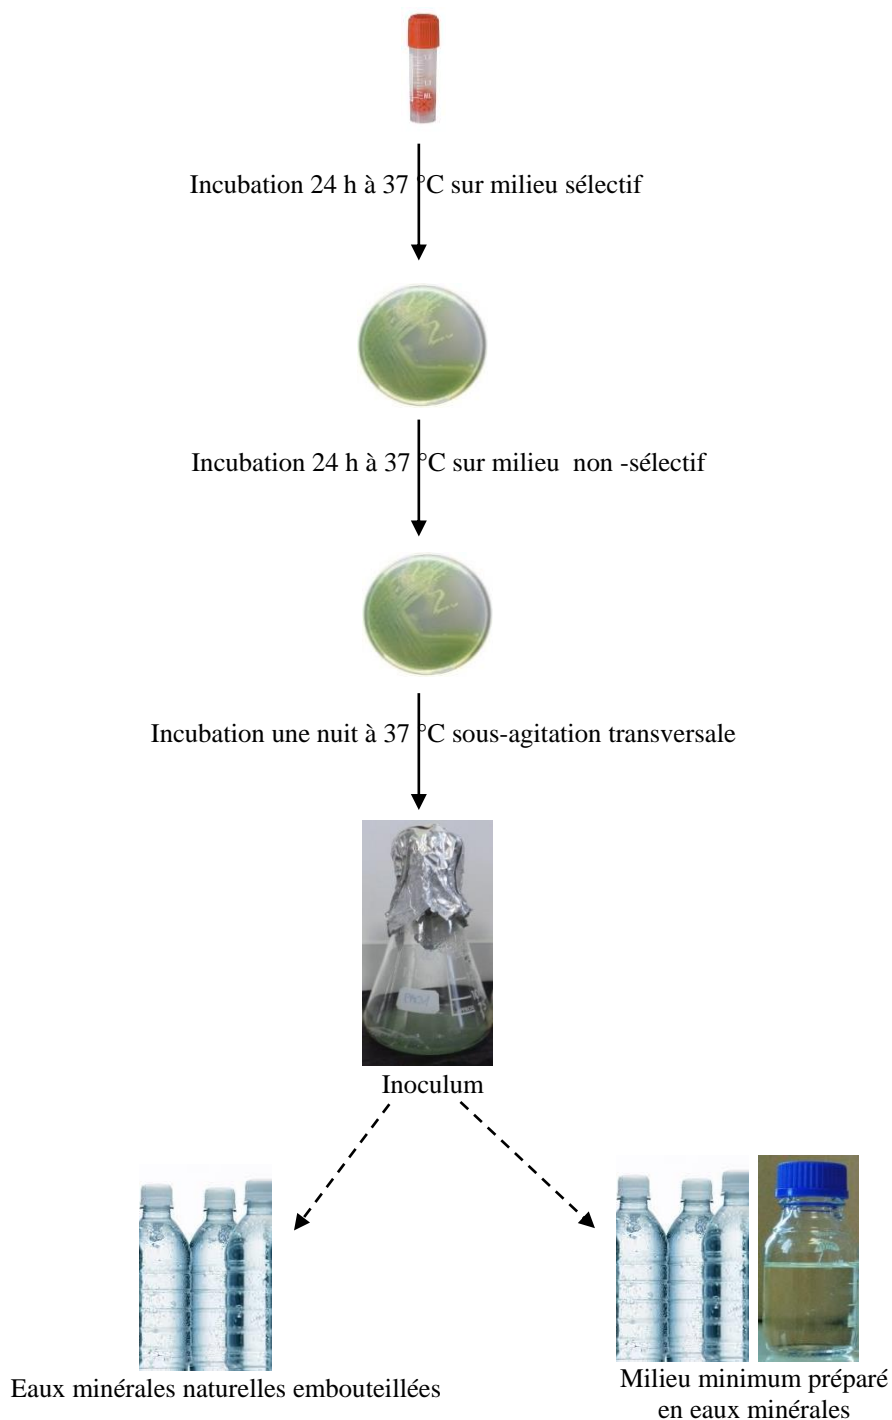 Incubation 24 h à 37 °C sur milieu sélectif
Incubation 24 h à 37 °C sur milieu non -sélectif
Incubation une nuit à 37 °C sous-agitation transversale
Inoculum
Eaux minérales naturelles embouteillées
Milieu minimum préparé
en eaux minérales